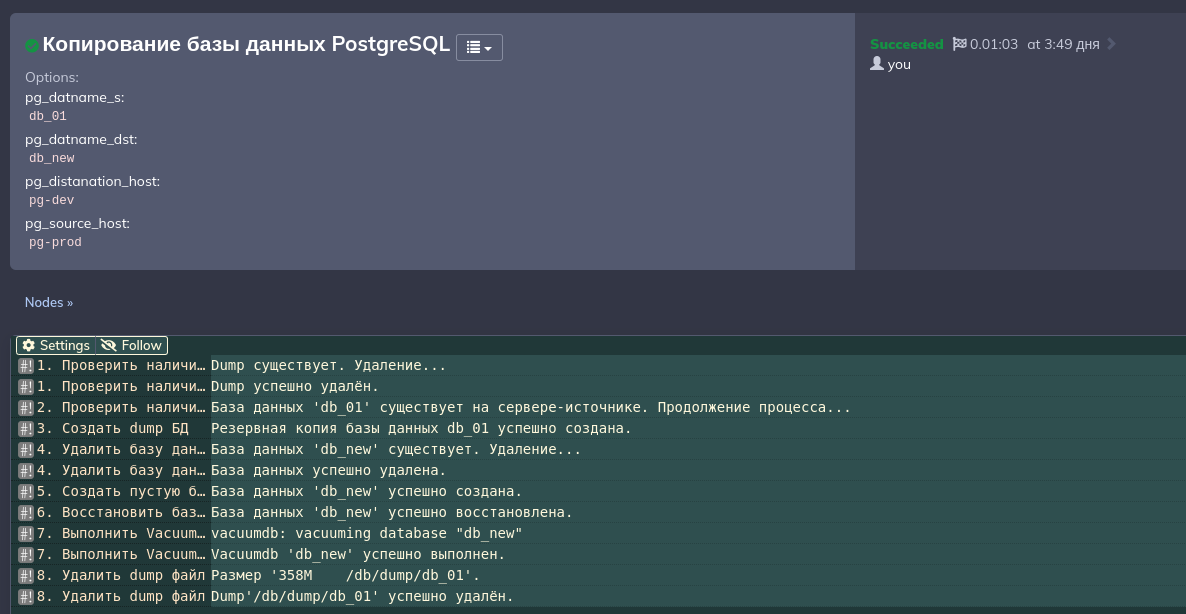 Копирование базы данных PostgreSQL
Succeeded 0.01:03 at 3:49 дня
you
Options:
pg_datname_s:
db_01
pg_datname_dst:
db_new
pg_distanation_host:
pg-dev
pg_source_host:
pg-prod
Nodes »
Settings Follow
#! 1. Проверить наличи… Dump существует. Удаление...
#! 1. Проверить наличи… Dump успешно удалён.
#! 2. Проверить наличи… База данных 'db_01' существует на сервере-источнике. Продолжение процесса...
#! 3. Создать dump БД Резервная копия базы данных db_01 успешно создана.
#! 4. Удалить базу дан… База данных 'db_new' существует. Удаление...
#! 4. Удалить базу дан… База данных успешно удалена.
#! 5. Создать пустую б… База данных 'db_new' успешно создана.
#! 6. Восстановить баз… База данных 'db_new' успешно восстановлена.
#! 7. Выполнить Vacuum… vacuumdb: vacuuming database "db_new"
#! 7. Выполнить Vacuum… Vacuumdb 'db_new' успешно выполнен.
#! 8. Удалить dump файл Размер '358M    /db/dump/db_01'.
#! 8. Удалить dump файл Dump'/db/dump/db_01' успешно удалён.